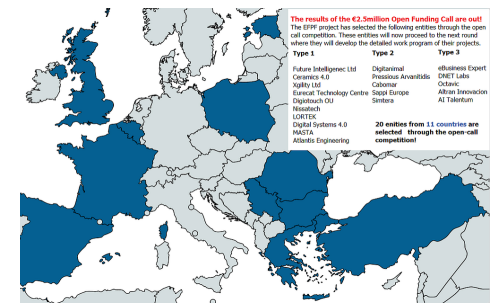 The results of the €2.5million Open Funding Call are out!
The EFPF project has selected the following entities through the open
call competition. These entities will now proceed to the next round
where they will develop the detailed work program of their projects.
Type 1 Type 2 Type 3
Future Intelligenec Ltd Digitanimal eBusiness Expert
Ceramics 4.0 Pressious Arvanitidis DNET Labs
Xgility Ltd Cabomar Octavic
Eurecat Technology Centre Sappi Europe Altran Innovacion
Digiotouch OU Simtera AI Talentum
Nissatech
LORTEK
Digital Systems 4.0 20 enities from 11 countries are
MASTA selected through the open-call
Atlantis Engineering competition!